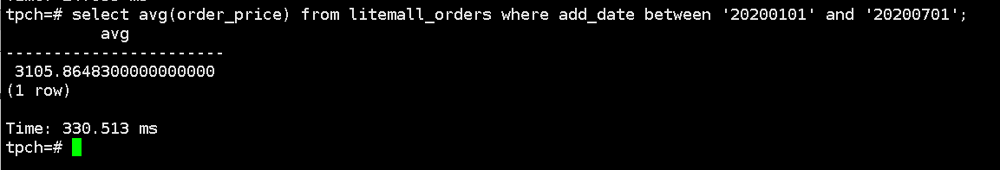 tpch=# select avg(order_price) from litemall_orders where add_date between '20200101' and '20200701';
avg
-----------------------
3105.8648300000000000
(1 row)
Time: 330.513 ms
tpch=#